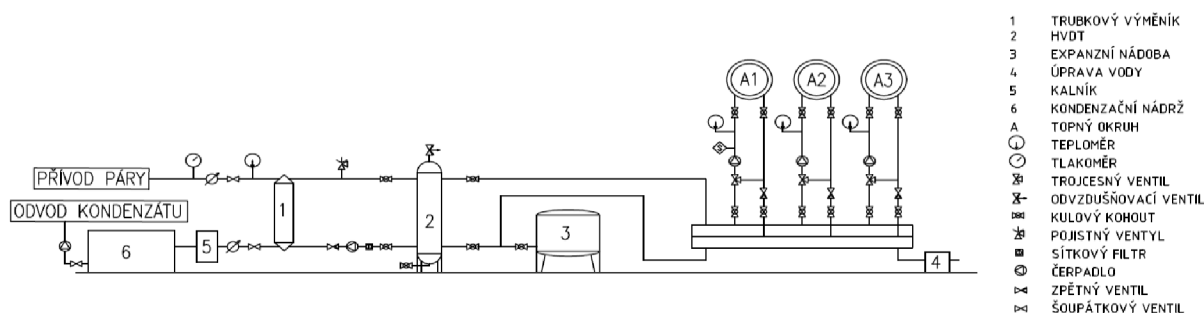 A1 A2 A3
S
PŘÍVOD PÁRY
ODVOD KONDENZÁTU
1
2
3
4
5
6
1 TRUBKOVÝ VÝMĚNÍK
2 HVDT
3 EXPANZNÍ NÁDOBA
4 ÚPRAVA VODY
5 KALNÍK
6 KONDENZAČNÍ NÁDRŽ
A TOPNÝ OKRUH
TEPLOMĚR
TLAKOMĚR
TROJCESNÝ VENTIL
ODVZDUŠŇOVACÍ VENTIL
KULOVÝ KOHOUT
POJISTNÝ VENTYL
SÍTKOVÝ FILTR
ČERPADLO
ZPĚTNÝ VENTIL
ŠOUPÁTKOVÝ VENTIL